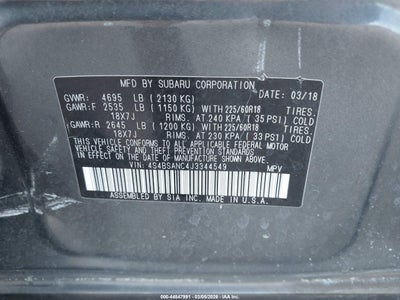 MFD BY SUBARU CORPORATION 03/18
GVWR: 4695 LB (2130 KG)
GAWR:F 2535 LB (1150 KG) WITH 225/60R18 TIRES.
18X7J RIMS. AT 240 KPA (35 PSI) COLD
GAWR:R 2645 LB (1200 KG) WITH 225/60R18 TIRES.
18X7J RIMS. AT 230 KPA (33 PSI) COLD
THIS VEHICLE CONFORMS TO ALL APPLICABLE FEDERAL MOTOR
VEHICLE SAFETY AND THEFT PREVENTION STANDARDS IN
EFFECT ON THE DATE OF MANUFACTURE SHOWN ABOVE.
VIN: 4S4BSANC4J3344549 MPV
ASSEMBLED BY SIA INC. MADE IN U.S.A.